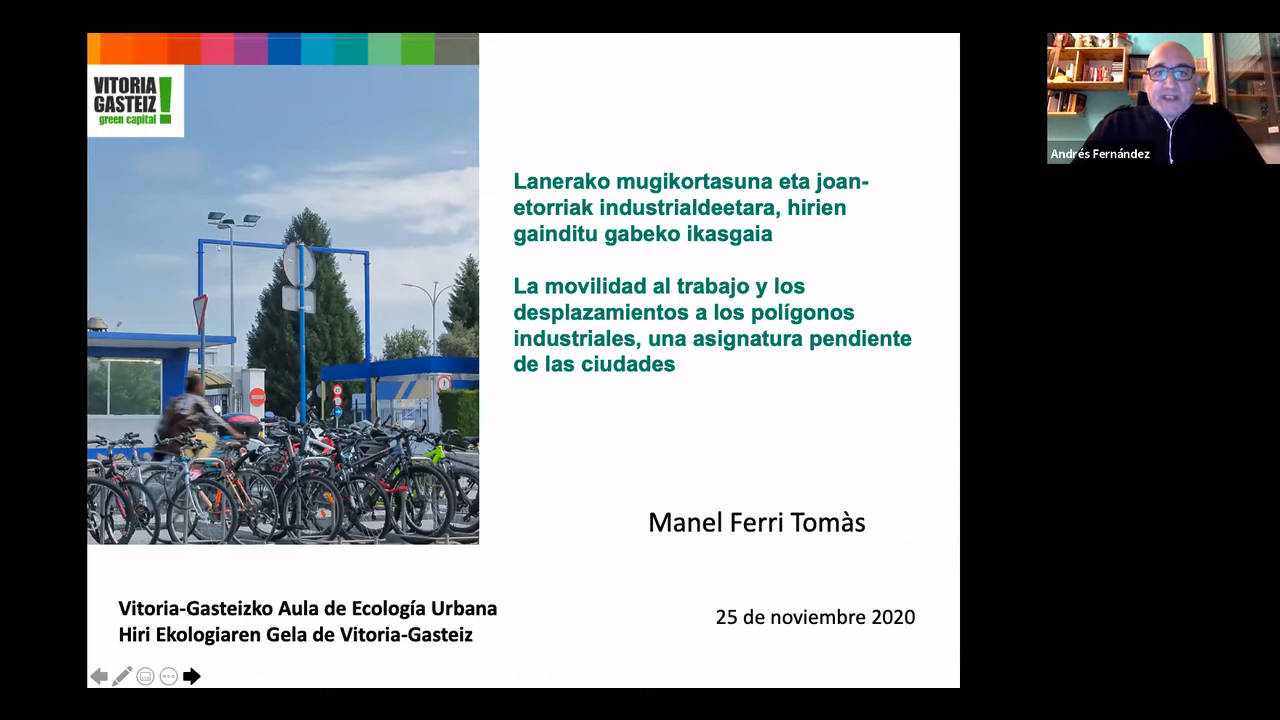 VITORIA
GASTEIZ
green capital
Lanerako mugikortasuna eta joan-
etorriak industrialdeetara, hirien
gainditu gabeko ikasgaia
La movilidad al trabajo y los
desplazamientos a los polígonos
industriales, una asignatura pendiente
de las ciudades
Manel Ferri Tomàs
Vitoria-Gasteizko Aula de Ecología Urbana
Hiri Ekologiaren Gela de Vitoria-Gasteiz
25 de noviembre 2020
Andrés Fernández